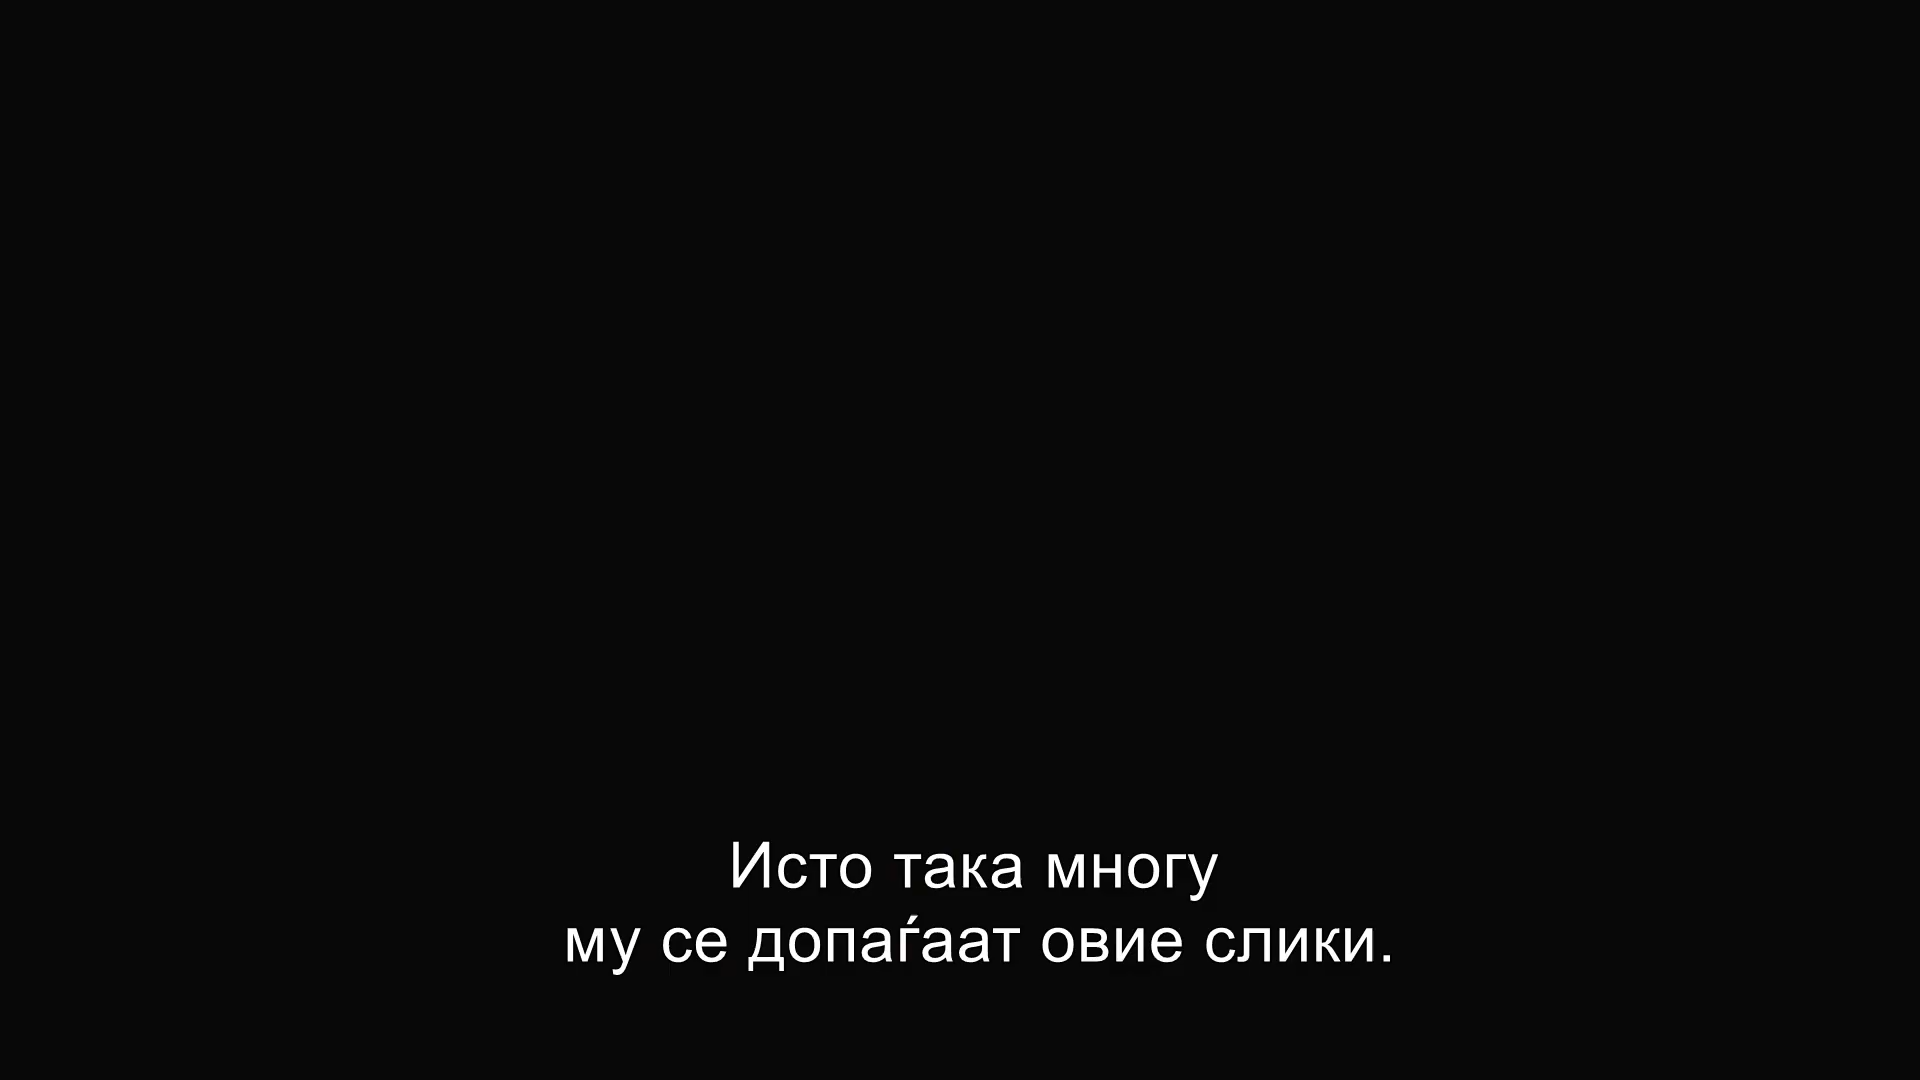 Исто така многу
му се допаѓаат овие слики.